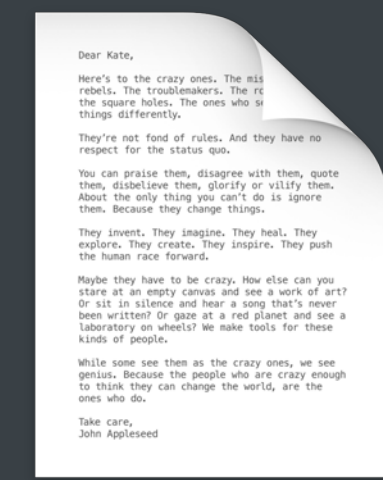 Dear Kate,
Here's to the crazy ones. The
rebels. The troublemakers. The
the square holes. The ones who
things differently.
They're not fond of rules. And they have no
respect for the status quo.
You can praise them, disagree with them, quote
them, disbelieve them, glorify or vilify them.
About the only thing you can't do is ignore
them. Because they change things.
They invent. They imagine. They heal. They
explore. They create. They inspire. They push
the human race forward.
Maybe they have to be crazy. How else can you
stare at an empty canvas and see a work of art?
Or sit in silence and hear a song that's never
been written? Or gaze at a red planet and see a
laboratory on wheels? We make tools for these
kinds of people.
While some see them as the crazy ones, we see
genius. Because the people who are crazy enough
to think they can change the world, are the
ones who do.
Take care,
John Appleseed